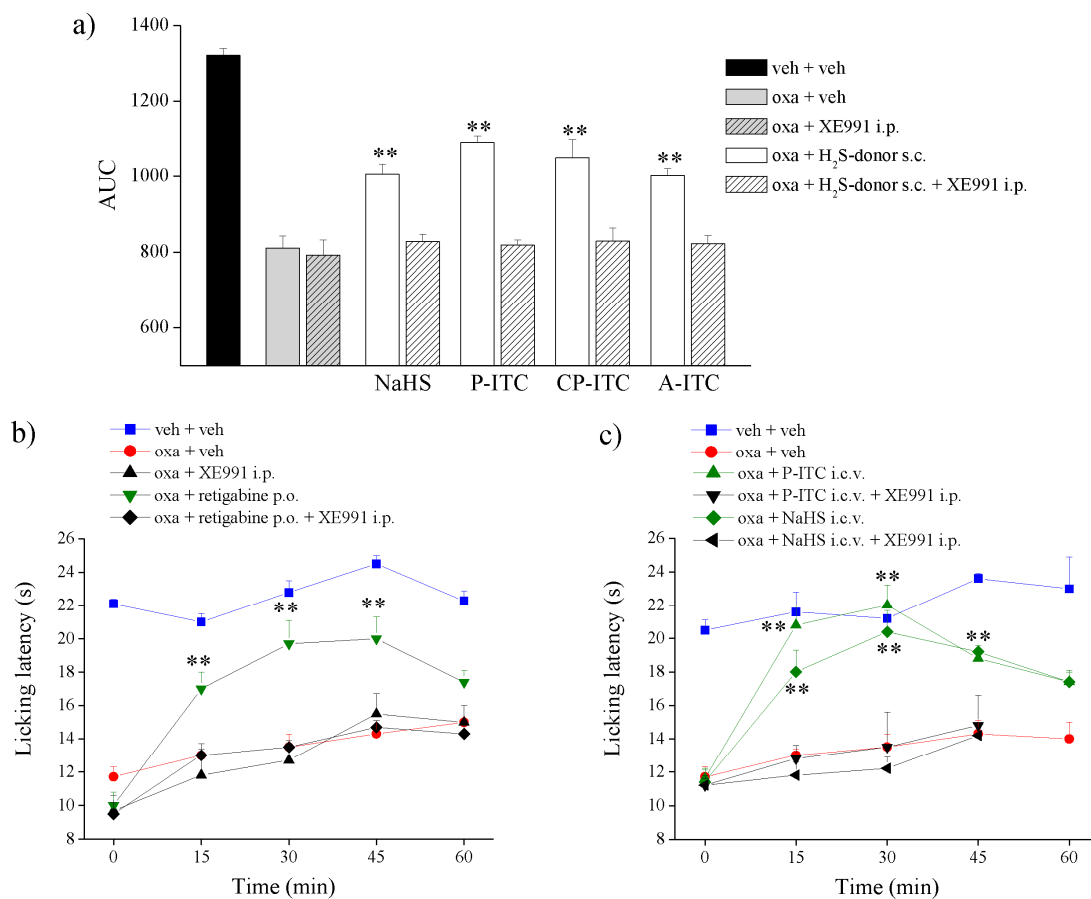 a)
1400
1200
1000
800
600
AUC
**
**
**
**
NaHS
P-ITC
CP-ITC
A-ITC
veh + veh
oxa + veh
oxa + XE991 i.p.
oxa + H₂S-donor s.c.
oxa + H₂S-donor s.c. + XE991 i.p.
b)
veh + veh
oxa + veh
oxa + XE991 i.p.
oxa + retigabine p.o.
oxa + retigabine p.o. + XE991 i.p.
26
24
22
20
18
16
14
12
10
8
Licking latency (s)
**
**
**
0 15 30 45 60
Time (min)
c)
veh + veh
oxa + veh
oxa + P-ITC i.c.v.
oxa + P-ITC i.c.v. + XE991 i.p.
oxa + NaHS i.c.v.
oxa + NaHS i.c.v. + XE991 i.p.
26
24
22
20
18
16
14
12
10
8
Licking latency (s)
**
**
**
**
**
0 15 30 45 60
Time (min)